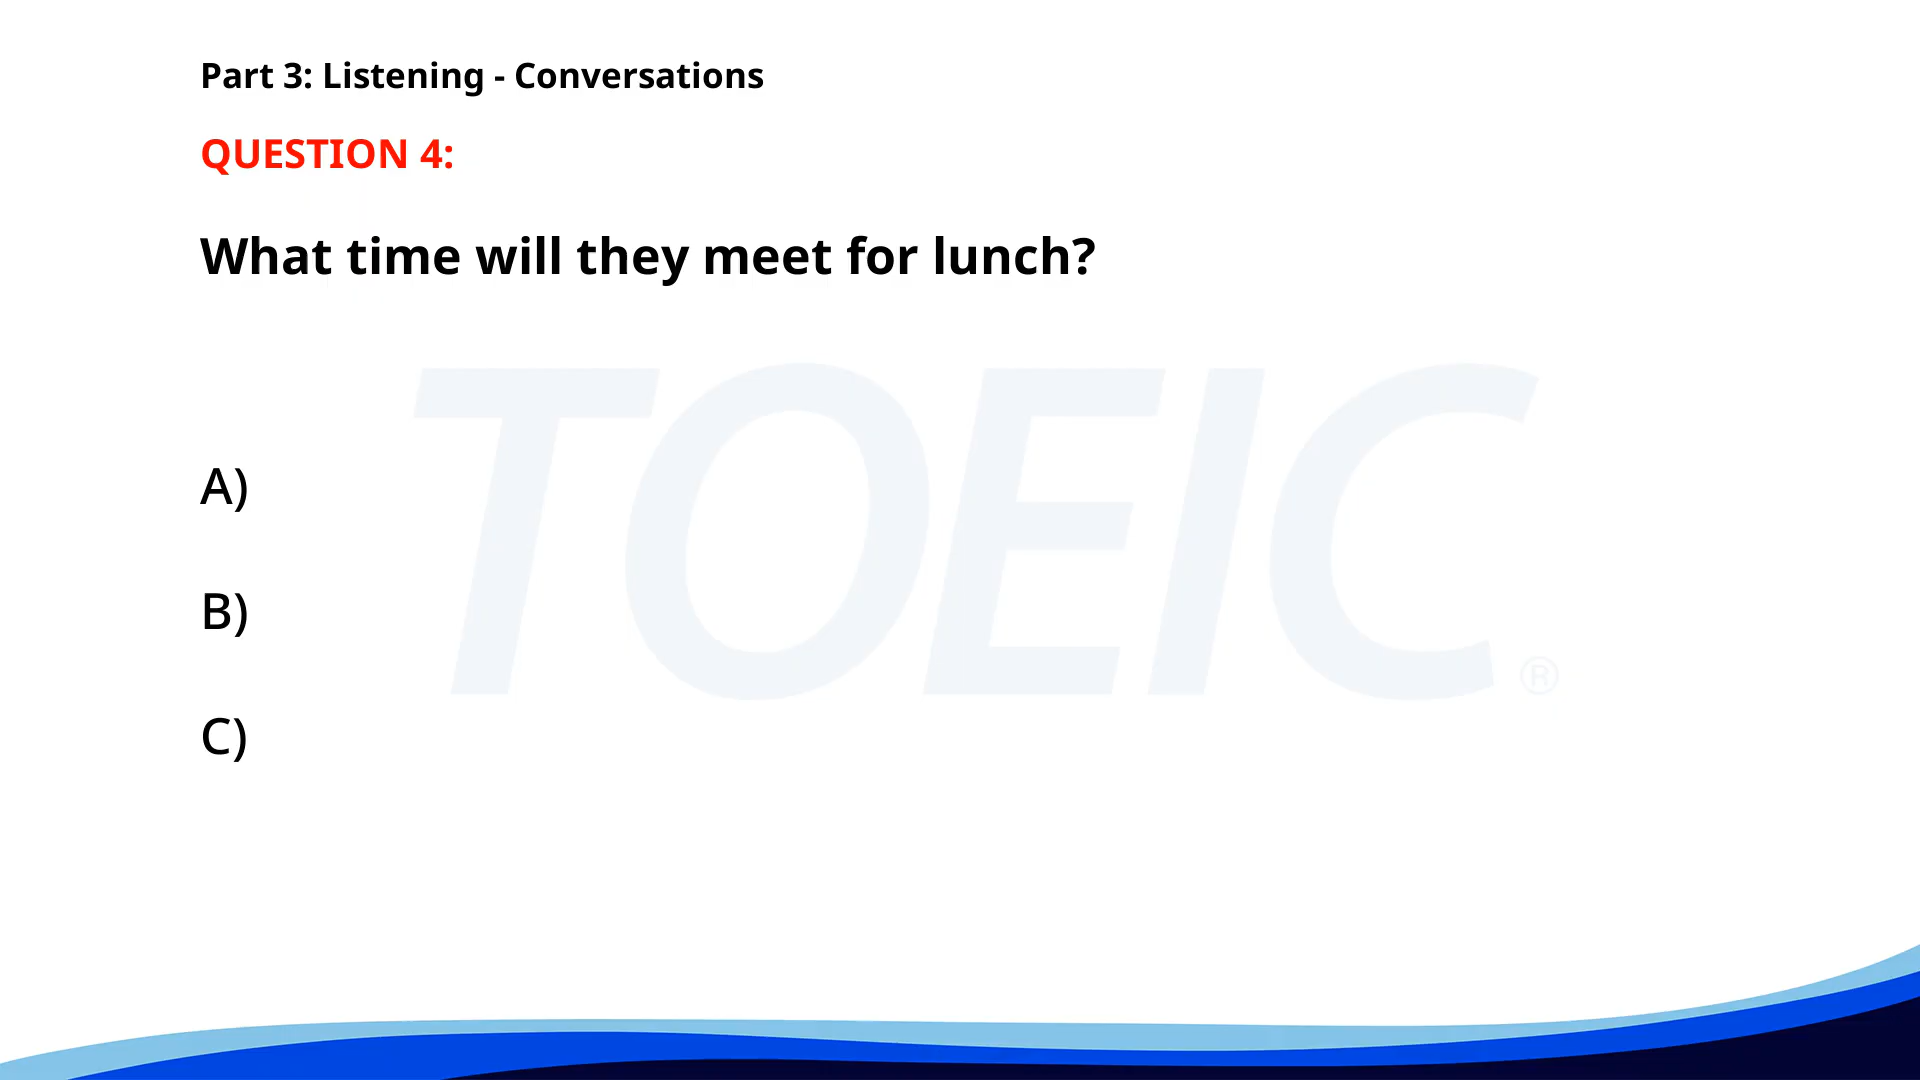 Part 3: Listening - Conversations
QUESTION 4:
What time will they meet for lunch?
TOEIC®
A)
B)
C)